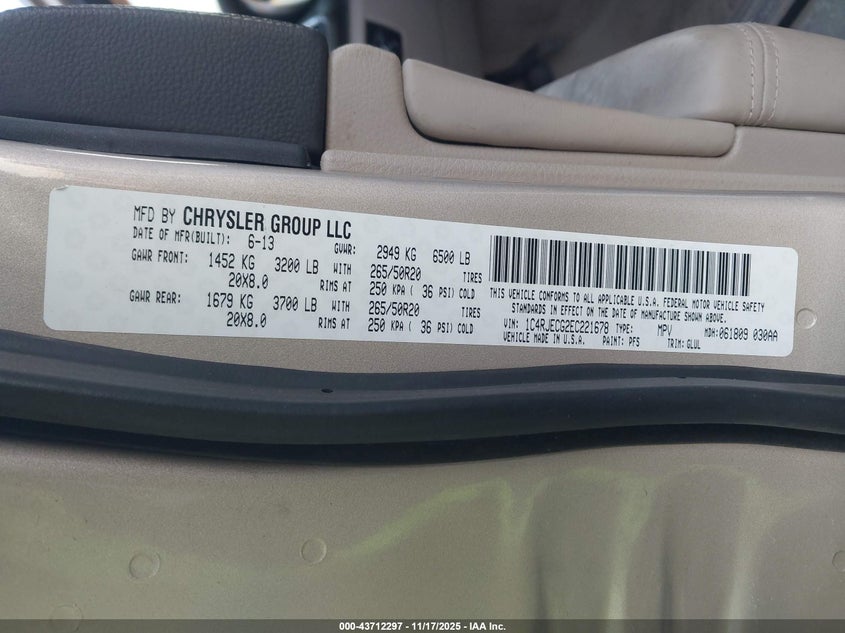 MFD BY CHRYSLER GROUP LLC
DATE OF MFR(BUILT): 6-13 GVWR: 2949 KG 6500 LB
GAWR FRONT: 1452 KG 3200 LB WITH 265/50R20 TIRES
20X8.0 RIMS AT 250 KPA ( 36 PSI) COLD
GAWR REAR: 1679 KG 3700 LB WITH 265/50R20 TIRES
20X8.0 RIMS AT 250 KPA ( 36 PSI) COLD
THIS VEHICLE CONFORMS TO ALL APPLICABLE U.S.A. FEDERAL MOTOR VEHICLE SAFETY
STANDARDS IN EFFECT ON THE DATE OF MANUFACTURE SHOWN ABOVE.
VIN: 1C4RJECG2EC221678 TYPE: MPV MDH:061809 030AA
VEHICLE MADE IN U.S.A. PAINT: PFS TRIM: GLUL
000-43712297 - 11/17/2025 - IAA Inc.